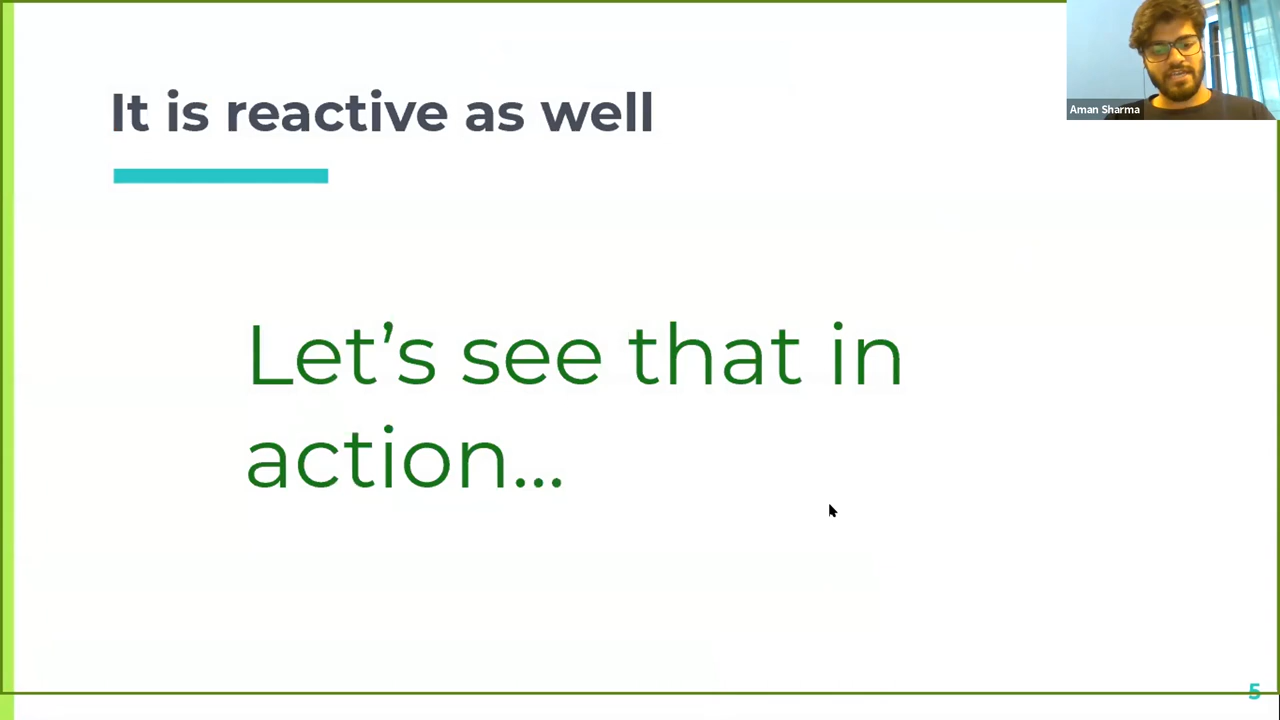 It is reactive as well
Aman Sharma
Let’s see that in
action...
5